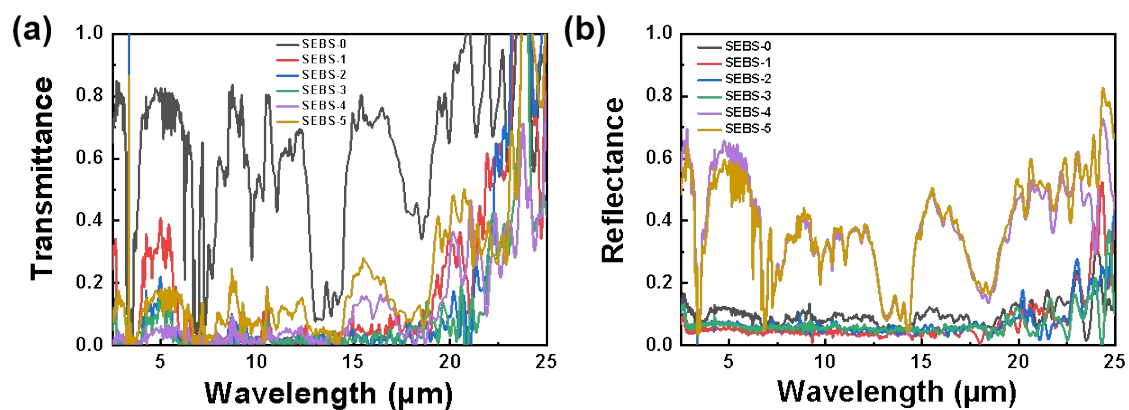 (a)
Transmittance
1.0
0.8
0.6
0.4
0.2
0.0
SEBS-0
SEBS-1
SEBS-2
SEBS-3
SEBS-4
SEBS-5
5 10 15 20 25
Wavelength (μm)
(b)
Reflectance
1.0
0.8
0.6
0.4
0.2
0.0
SEBS-0
SEBS-1
SEBS-2
SEBS-3
SEBS-4
SEBS-5
5 10 15 20 25
Wavelength (μm)